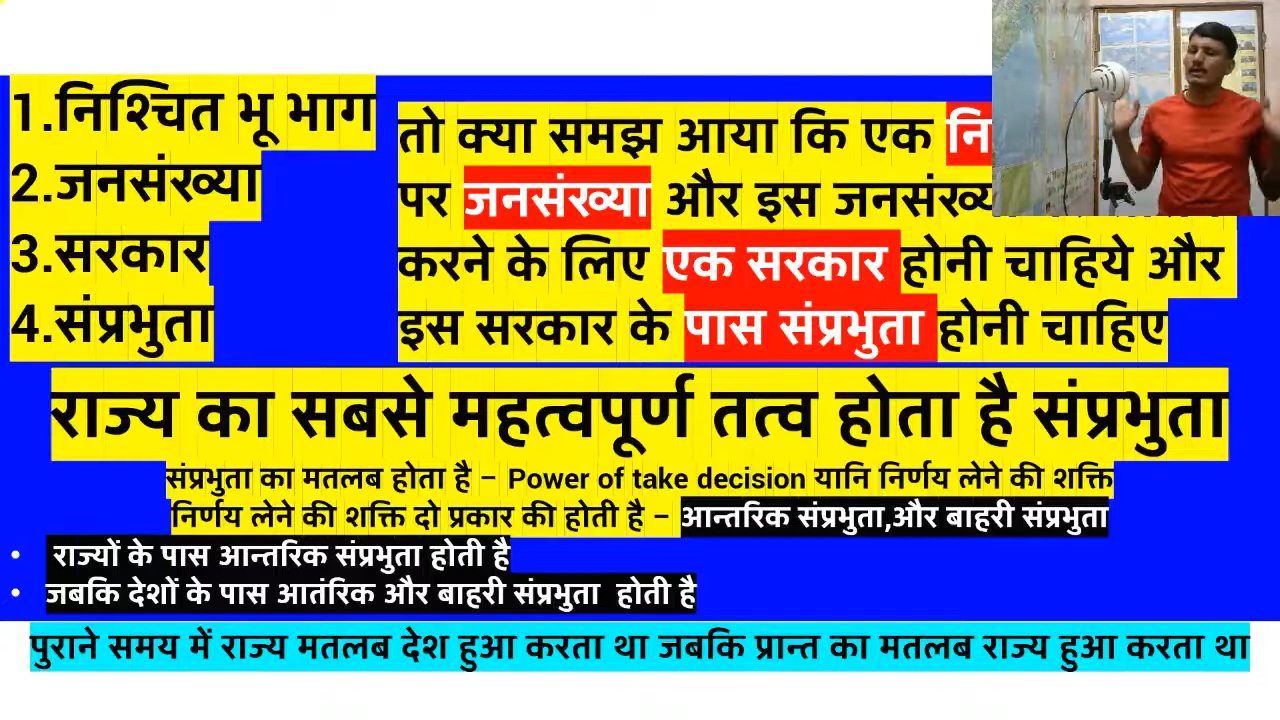 1.निश्चित भू भाग
2.जनसंख्या
3.सरकार
4.संप्रभुता
तो क्या समझ आया कि एक
पर जनसंख्या और इस
करने के लिए एक सरकार होनी चाहिये और
इस सरकार के पास संप्रभुता होनी चाहिए
राज्य का सबसे महत्वपूर्ण तत्व होता है संप्रभुता
संप्रभुता का मतलब होता है – Power of take decision यानि निर्णय लेने की शक्ति
निर्णय लेने की शक्ति दो प्रकार की होती है – आन्तरिक संप्रभुता,और बाहरी संप्रभुता
• राज्यों के पास आन्तरिक संप्रभुता होती है
• जबकि देशों के पास आतंरिक और बाहरी संप्रभुता होती है
पुराने समय में राज्य मतलब देश हुआ करता था जबकि प्रान्त का मतलब राज्य हुआ करता था